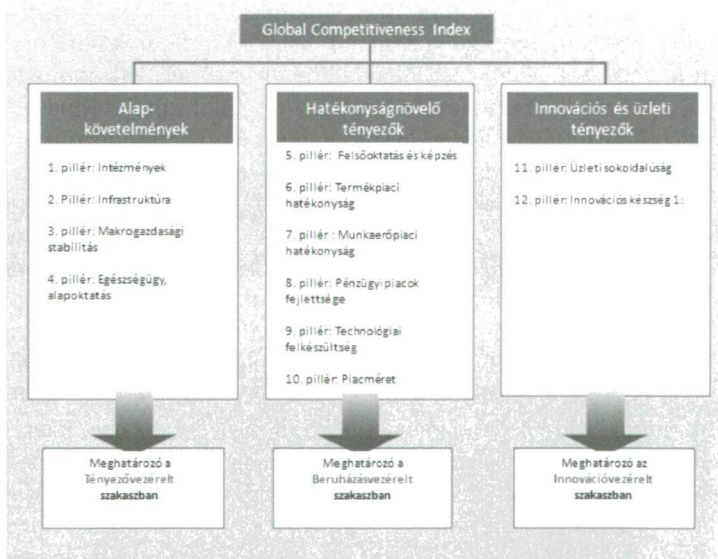 Global Competitiveness Index
Alap-
követelmények
1. pillér: Intézmények
2. Pillér: Infrastruktúra
3. pillér: Makrogazdasági
stabilitás
4. pillér: Egészségügy,
alapoktatás
Meghatározó a
Tényezővezérelt
szakaszban
Hatékonyságnövelő
tényezők
5. pillér: Felsőoktatás és képzés
6. pillér: Termékpiaci
hatékonyság
7. pillér : Munkaerőpiaci
hatékonyság
8. pillér: Pénzügyi piacok
fejlettsége
9. pillér: Technológiai
felkészültség
10. pillér: Piacméret
Meghatározó a
Beruházásvezérelt
szakaszban
Innovációs és üzleti
tényezők
11. pillér: Üzleti sokoldalúság
12. pillér: Innovációs készség 1:
Meghatározó az
Innovációvezérelt
szakaszban